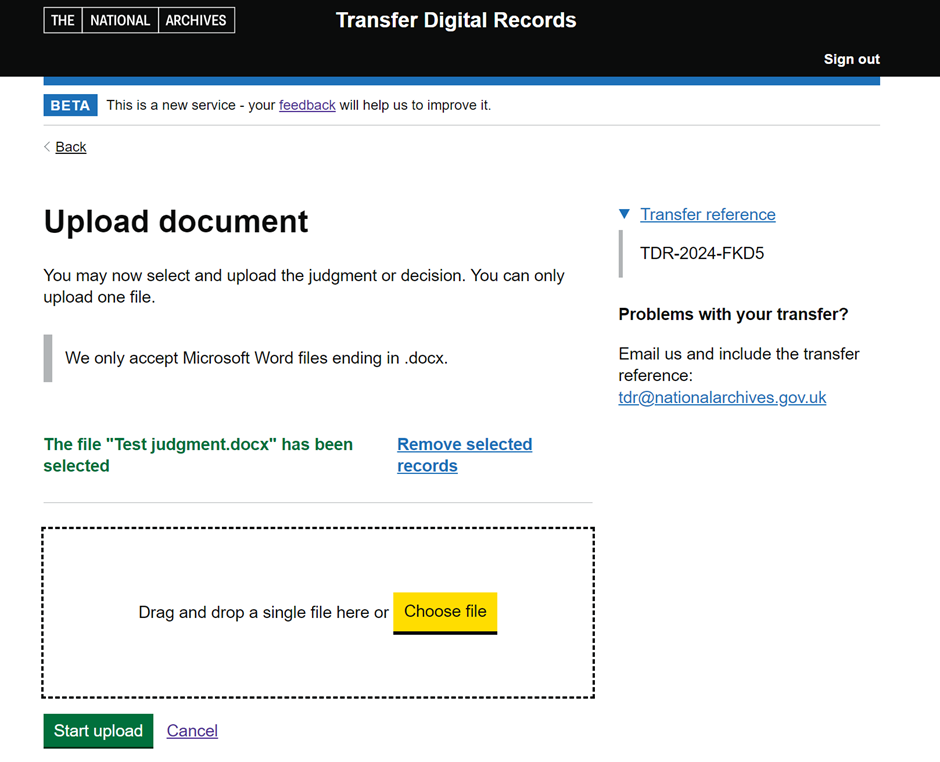 THE NATIONAL ARCHIVES
Transfer Digital Records
Sign out
BETA This is a new service - your feedback will help us to improve it.
Back
Upload document
You may now select and upload the judgment or decision. You can only
upload one file.
We only accept Microsoft Word files ending in .docx.
The file "Test judgment.docx" has been
selected
Remove selected
records
Drag and drop a single file here or Choose file
Start upload Cancel
Transfer reference
TDR-2024-FKD5
Problems with your transfer?
Email us and include the transfer
reference:
tdr@nationalarchives.gov.uk